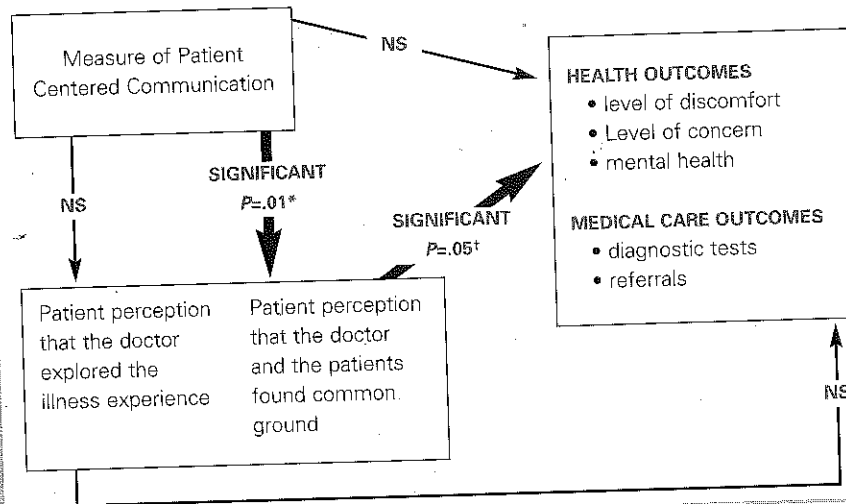 Measure of Patient
Centered Communication
NS
HEALTH OUTCOMES
• level of discomfort
• Level of concern
• mental health
MEDICAL CARE OUTCOMES
• diagnostic tests
• referrals
NS
SIGNIFICANT
P=.01*
SIGNIFICANT
P=.05†
Patient perception
that the doctor
explored the
illness experience
Patient perception
that the doctor
and the patients
found common
ground
NS